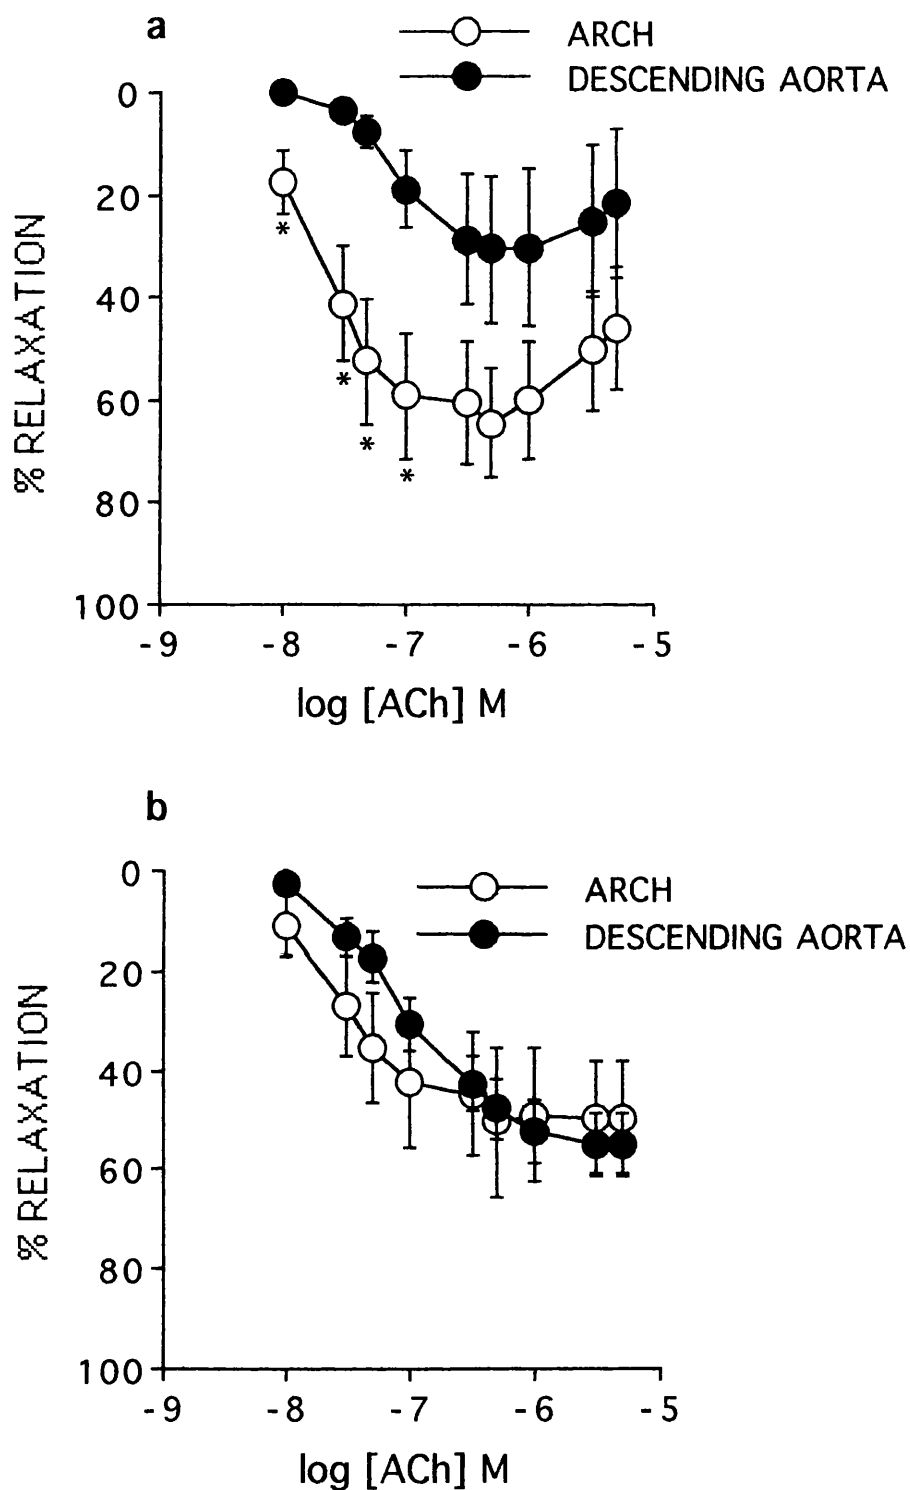 a
ARCH
DESCENDING AORTA
0
20
40
60
80
100
% RELAXATION
*
*
*
*
-9
-8
-7
-6
-5
log [ACh] M
b
ARCH
DESCENDING AORTA
0
20
40
60
80
100
% RELAXATION
-9
-8
-7
-6
-5
log [ACh] M